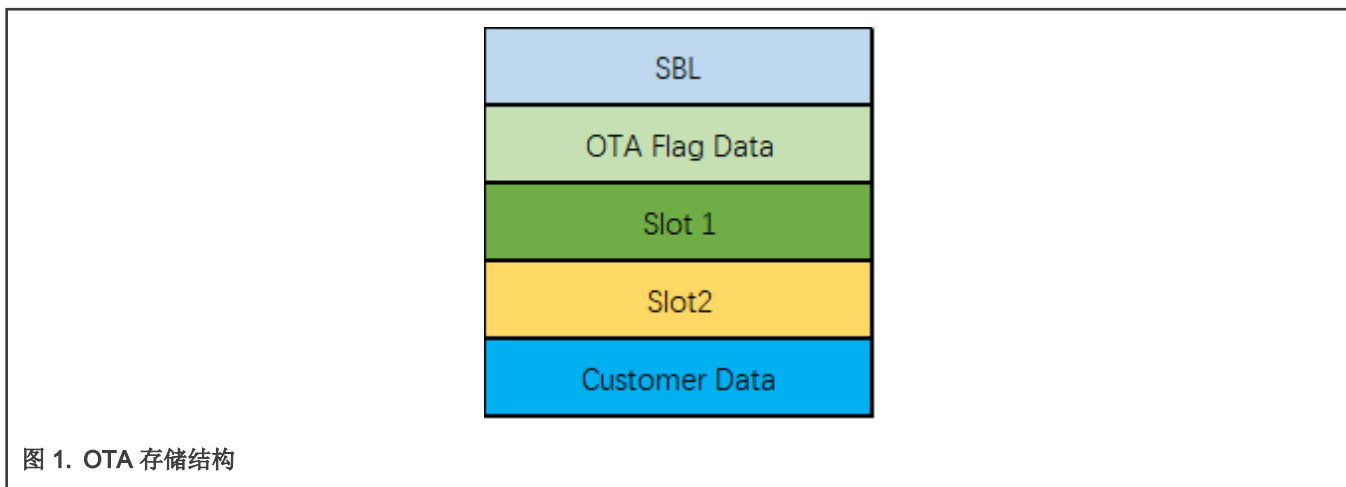 SBL
OTA Flag Data
Slot 1
Slot2
Customer Data
图 1. OTA 存储结构